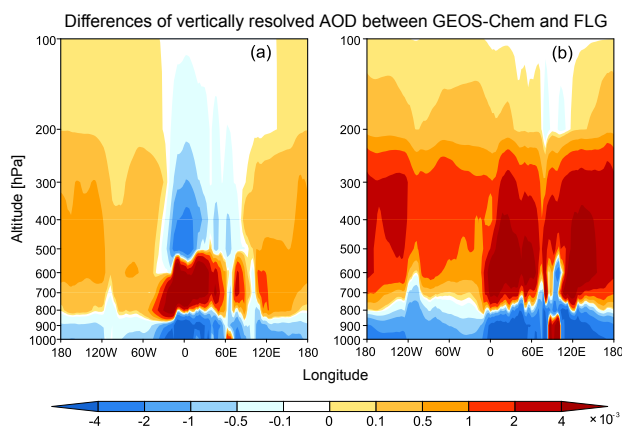 Differences of vertically resolved AOD between GEOS-Chem and FLG
(a) (b)
Altitude [hPa]
100 100
200 200
300 300
400 400
500 500
600 600
700 700
800 800
900 900
1000 1000
180 120W 60W 0 60E 120E 180 180 120W 60W 0 60E 120E 180
Longitude
-4 -2 -1 -0.5 -0.1 0 0.1 0.5 1 2 4 × 10⁻³